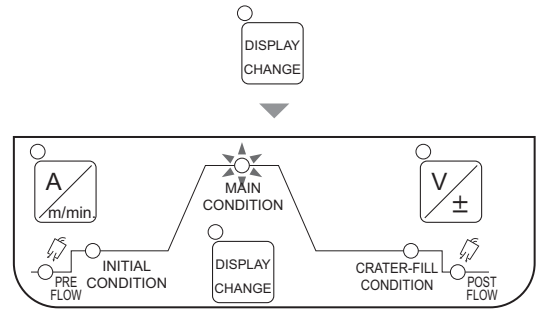 DISPLAY
CHANGE
A
m/min.
V
±
MAIN
CONDITION
INITIAL
CONDITION
DISPLAY
CHANGE
CRATER-FILL
CONDITION
PRE
FLOW
POST
FLOW